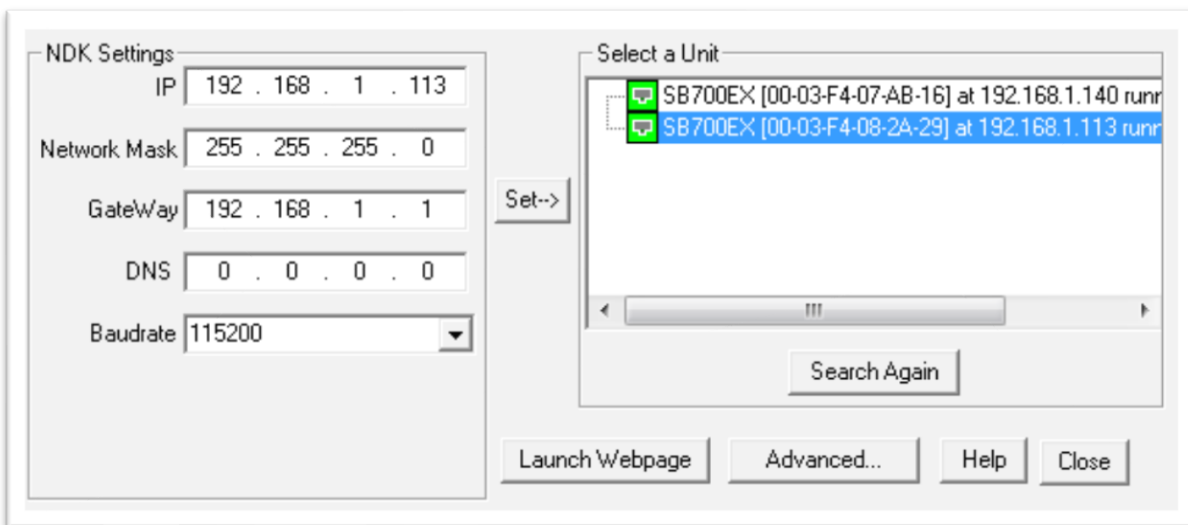 NDK Settings
IP 192 . 168 . 1 . 113
Network Mask 255 . 255 . 255 . 0
GateWay 192 . 168 . 1 . 1
DNS 0 . 0 . 0 . 0
Baudrate 115200
Set-->
Select a Unit
SB700EX [00-03-F4-07-AB-16] at 192.168.1.140
SB700EX [00-03-F4-08-2A-29] at 192.168.1.113
Search Again
Launch Webpage
Advanced...
Help
Close